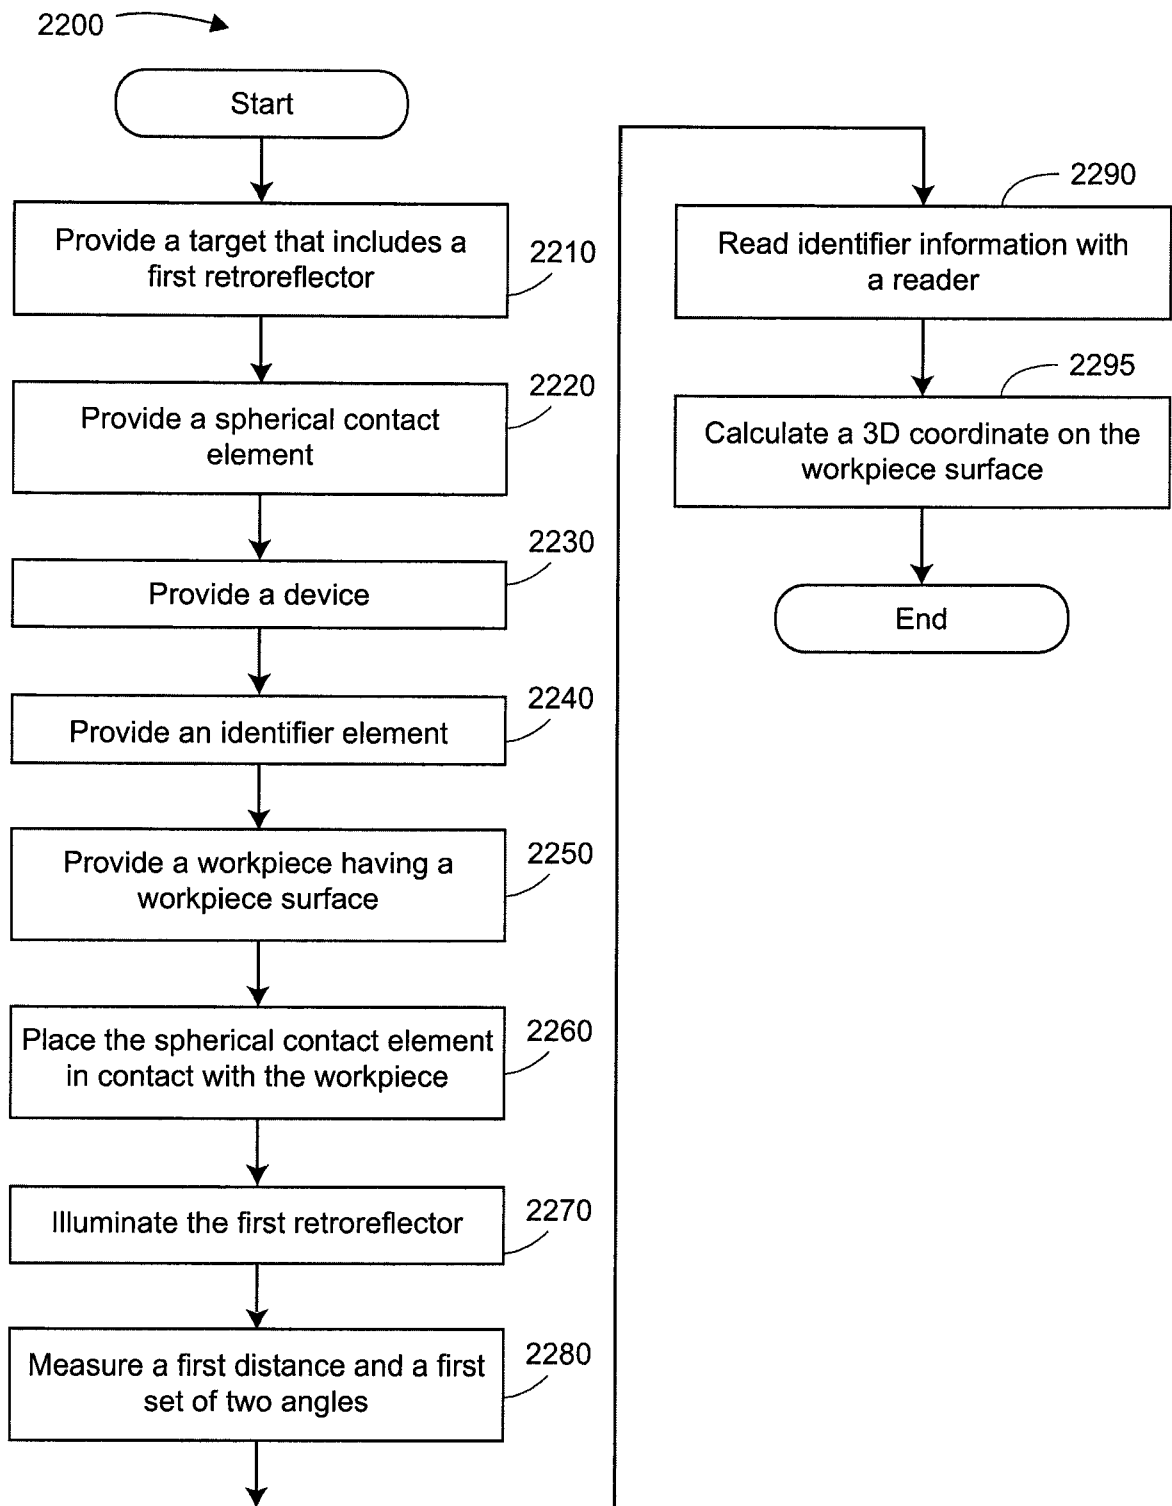 2200
Start
Provide a target that includes a
first retroreflector
2210
Provide a spherical contact
element
2220
Provide a device
2230
Provide an identifier element
2240
Provide a workpiece having a
workpiece surface
2250
Place the spherical contact element
in contact with the workpiece
2260
Illuminate the first retroreflector
2270
Measure a first distance and a first
set of two angles
2280
Read identifier information with
a reader
2290
Calculate a 3D coordinate on the
workpiece surface
2295
End